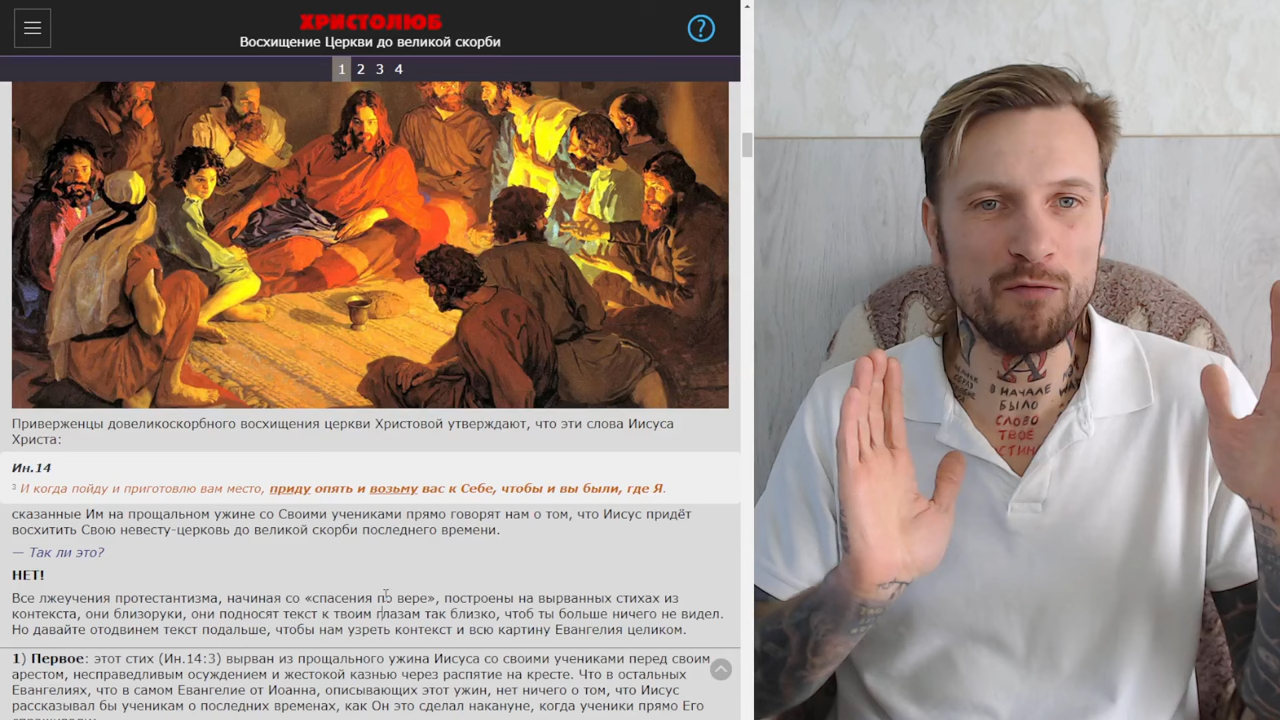 ХРИСТОЛЮБ
Восхищение Церкви до великой скорби
?
1 2 3 4
Приверженцы довеликоскорбного восхищения церкви Христовой утверждают, что эти слова Иисуса
Христа:
Ин.14
3 И когда пойду и приготовлю вам место, приду опять и возьму вас к Себе, чтобы и вы были, где Я.
сказанные Им на прощальном ужине со Своими учениками прямо говорят нам о том, что Иисус придёт
восхитить Свою невесту-церковь до великой скорби последнего времени.
— Так ли это?
НЕТ!
Все лжеучения протестантизма, начиная со «спасения по вере», построены на вырванных стихах из
контекста, они близоруки, они подносят текст к твоим глазам так близко, чтоб ты больше ничего не видел.
Но давайте отодвинем текст подальше, чтобы нам узреть контекст и всю картину Евангелия целиком.
1) Первое: этот стих (Ин.14:3) вырван из прощального ужина Иисуса со своими учениками перед своим
арестом, несправедливым осуждением и жестокой казнью через распятие на кресте. Что в остальных
Евангелиях, что в самом Евангелие от Иоанна, описывающих этот ужин, нет ничего о том, что Иисус
рассказывал бы ученикам о последних временах, как Он это сделал накануне, когда ученики прямо Его
В НАЧАЛЕ
БЫЛО
СЛОВО
ТВОЁ